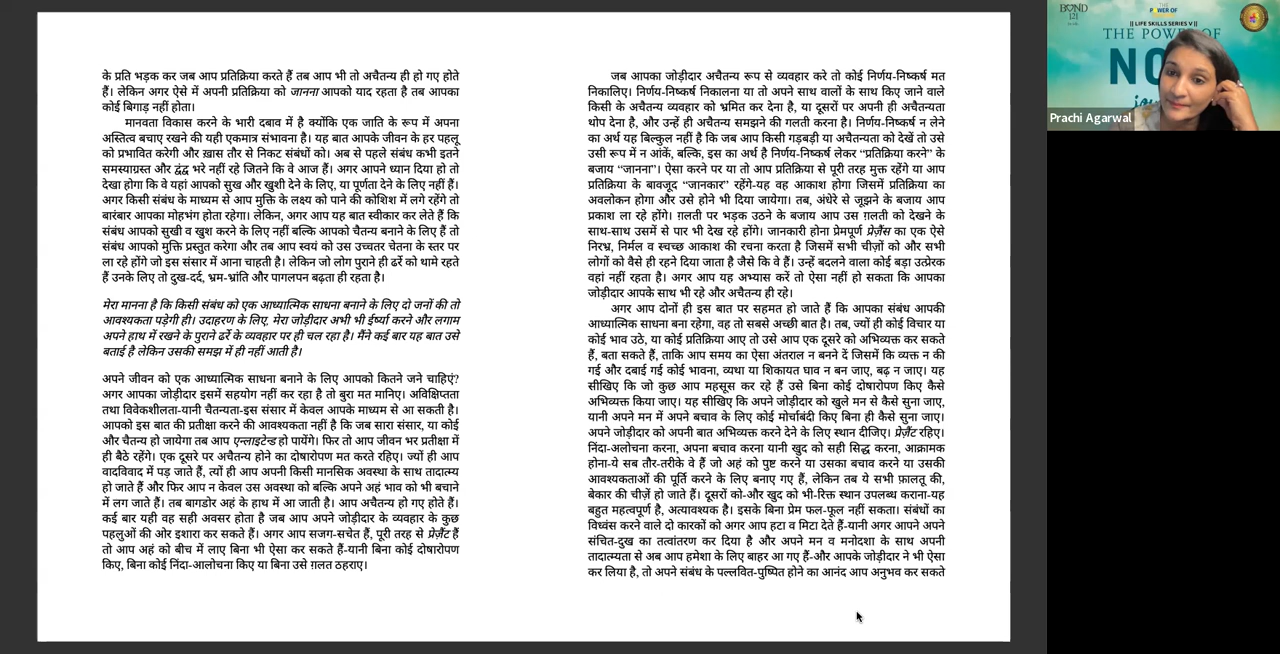 के प्रति भड़क कर जब आप प्रतिक्रिया करते हैं तब आप भी तो अचैतन्य ही हो गए होते
हैं। लेकिन अगर ऐसे में अपनी प्रतिक्रिया को जानना आपको याद रहता है तब आपका
कोई बिगाड़ नहीं होता।
मानवता विकास करने के भारी दबाव में है क्योंकि एक जाति के रूप में अपना
अस्तित्व बचाए रखने की यही एकमात्र संभावना है। यह बात आपके जीवन के हर पहलू
को प्रभावित करेगी और ख़ास तौर से निकट संबंधों को। अब से पहले संबंध कभी इतने
समस्याग्रस्त और द्वंद्व भरे नहीं रहे जितने कि वे आज हैं। अगर आपने ध्यान दिया हो तो
देखा होगा कि वे यहां आपको सुख और खुशी देने के लिए, या पूर्णता देने के लिए नहीं हैं।
अगर किसी संबंध के माध्यम से आप मुक्ति के लक्ष्य को पाने की कोशिश में लगे रहेंगे तो
बारंबार आपका मोहभंग होता रहेगा। लेकिन, अगर आप यह बात स्वीकार कर लेते हैं कि
संबंध आपको सुखी व खुश करने के लिए नहीं बल्कि आपको चैतन्य बनाने के लिए हैं तो
संबंध आपको मुक्ति प्रस्तुत करेगा और तब आप स्वयं को उस उच्चतर चेतना के स्तर पर
ला रहे होंगे जो इस संसार में आना चाहती है। लेकिन जो लोग पुराने ही ढर्रे को थामे रहते
हैं उनके लिए तो दुख-दर्द, भ्रम-भ्रांति और पागलपन बढ़ता ही रहता है।
मेरा मानना है कि किसी संबंध को एक आध्यात्मिक साधना बनाने के लिए दो जनों की तो
आवश्यकता पड़ेगी ही। उदाहरण के लिए, मेरा जोड़ीदार अभी भी ईर्ष्या करने और लगाम
अपने हाथ में रखने के पुराने ढर्रे के व्यवहार पर ही चल रहा है। मैंने कई बार यह बात उसे
बताई है लेकिन उसकी समझ में ही नहीं आती है।
अपने जीवन को एक आध्यात्मिक साधना बनाने के लिए आपको कितने जने चाहिएं?
अगर आपका जोड़ीदार इसमें सहयोग नहीं कर रहा है तो बुरा मत मानिए। अविक्षिप्तता
तथा विवेकशीलता-यानी चैतन्यता-इस संसार में केवल आपके माध्यम से आ सकती है।
आपको इस बात की प्रतीक्षा करने की आवश्यकता नहीं है कि जब सारा संसार, या कोई
और चैतन्य हो जायेगा तब आप एन्लाइटेन्ड हो पायेंगे। फिर तो आप जीवन भर प्रतीक्षा में
ही बैठे रहेंगे। एक दूसरे पर अचैतन्य होने का दोषारोपण मत करते रहिए। ज्यों ही आप
वादविवाद में पड़ जाते हैं, त्यों ही आप अपनी किसी मानसिक अवस्था के साथ तादात्म्य
हो जाते हैं और फिर आप न केवल उस अवस्था को बल्कि अपने अहं भाव को भी बचाने
में लग जाते हैं। तब बागडोर अहं के हाथ में आ जाती है। आप अचैतन्य हो गए होते हैं।
कई बार यही वह सही अवसर होता है जब आप अपने जोड़ीदार के व्यवहार के कुछ
पहलुओं की ओर इशारा कर सकते हैं। अगर आप सजग-सचेत हैं, पूरी तरह से प्रेज़ैंट हैं
तो आप अहं को बीच में लाए बिना भी ऐसा कर सकते हैं-यानी बिना कोई दोषारोपण
किए, बिना कोई निंदा-आलोचना किए या बिना उसे ग़लत ठहराए।
जब आपका जोड़ीदार अचैतन्य रूप से व्यवहार करे तो कोई निर्णय-निष्कर्ष मत
निकालिए। निर्णय-निष्कर्ष निकालना या तो अपने साथ वालों के साथ किए जाने वाले
किसी के अचैतन्य व्यवहार को भ्रमित कर देना है, या दूसरों पर अपनी ही अचैतन्यता
थोप देना है, और उन्हें ही अचैतन्य समझने की गलती करना है। निर्णय-निष्कर्ष न लेने
का अर्थ यह बिल्कुल नहीं है कि जब आप किसी गड़बड़ी या अचैतन्यता को देखें तो उसे
उसी रूप में न आंकें, बल्कि, इस का अर्थ है निर्णय-निष्कर्ष लेकर “प्रतिक्रिया करने” के
बजाय “जानना”। ऐसा करने पर या तो आप प्रतिक्रिया से पूरी तरह मुक्त रहेंगे या आप
प्रतिक्रिया के बावजूद “जानकार” रहेंगे-यह वह आकाश होगा जिसमें प्रतिक्रिया का
अवलोकन होगा और उसे होने भी दिया जायेगा। तब, अंधेरे से जूझने के बजाय आप
प्रकाश ला रहे होंगे। ग़लती पर भड़क उठने के बजाय आप उस ग़लती को देखने के
साथ-साथ उसमें से पार भी देख रहे होंगे। जानकारी होना प्रेमपूर्ण प्रेज़ैंस का एक ऐसे
निरभ्र, निर्मल व स्वच्छ आकाश की रचना करता है जिसमें सभी चीज़ों को और सभी
लोगों को वैसे ही रहने दिया जाता है जैसे कि वे हैं। उन्हें बदलने वाला कोई बड़ा उत्प्रेरक
वहां नहीं रहता है। अगर आप यह अभ्यास करें तो ऐसा नहीं हो सकता कि आपका
जोड़ीदार आपके साथ भी रहे और अचैतन्य ही रहे।
अगर आप दोनों ही इस बात पर सहमत हो जाते हैं कि आपका संबंध आपकी
आध्यात्मिक साधना बना रहेगा, वह तो सबसे अच्छी बात है। तब, ज्यों ही कोई विचार या
कोई भाव उठे, या कोई प्रतिक्रिया आए तो उसे आप एक दूसरे को अभिव्यक्त कर सकते
हैं, बता सकते हैं, ताकि आप समय का ऐसा अंतराल न बनने दें जिसमें कि व्यक्त न की
गई और दबाई गई कोई भावना, व्यथा या शिकायत घाव न बन जाए, बढ़ न जाए। यह
सीखिए कि जो कुछ आप महसूस कर रहे हैं उसे बिना कोई दोषारोपण किए कैसे
अभिव्यक्त किया जाए। यह सीखिए कि अपने जोड़ीदार को खुले मन से कैसे सुना जाए,
यानी अपने मन में अपने बचाव के लिए कोई मोर्चाबंदी किए बिना ही कैसे सुना जाए।
अपने जोड़ीदार को अपनी बात अभिव्यक्त करने देने के लिए स्थान दीजिए। प्रेज़ैंट रहिए।
निंदा-अलोचना करना, अपना बचाव करना यानी खुद को सही सिद्ध करना, आक्रामक
होना-ये सब तौर-तरीके वे हैं जो अहं को पुष्ट करने या उसका बचाव करने या उसकी
आवश्यकताओं की पूर्ति करने के लिए बनाए गए हैं, लेकिन तब ये सभी फ़ालतू की,
बेकार की चीज़ें हो जाते हैं। दूसरों को-और खुद को भी-रिक्त स्थान उपलब्ध कराना-यह
बहुत महत्वपूर्ण है, अत्यावश्यक है। इसके बिना प्रेम फल-फूल नहीं सकता। संबंधों का
विध्वंस करने वाले दो कारकों को अगर आप हटा व मिटा देते हैं-यानी अगर आपने अपने
संचित-दुख का तत्वांतरण कर दिया है और अपने मन व मनोदशा के साथ अपनी
तादात्म्यता से अब आप हमेशा के लिए बाहर आ गए हैं-और आपके जोड़ीदार ने भी ऐसा
कर लिया है, तो अपने संबंध के पल्लवित-पुष्पित होने का आनंद आप अनुभव कर सकते
BOND
THE
POWER OF
|| LIFE SKILLS SERIES V ||
THE POWER OF
NO
Prachi Agarwal